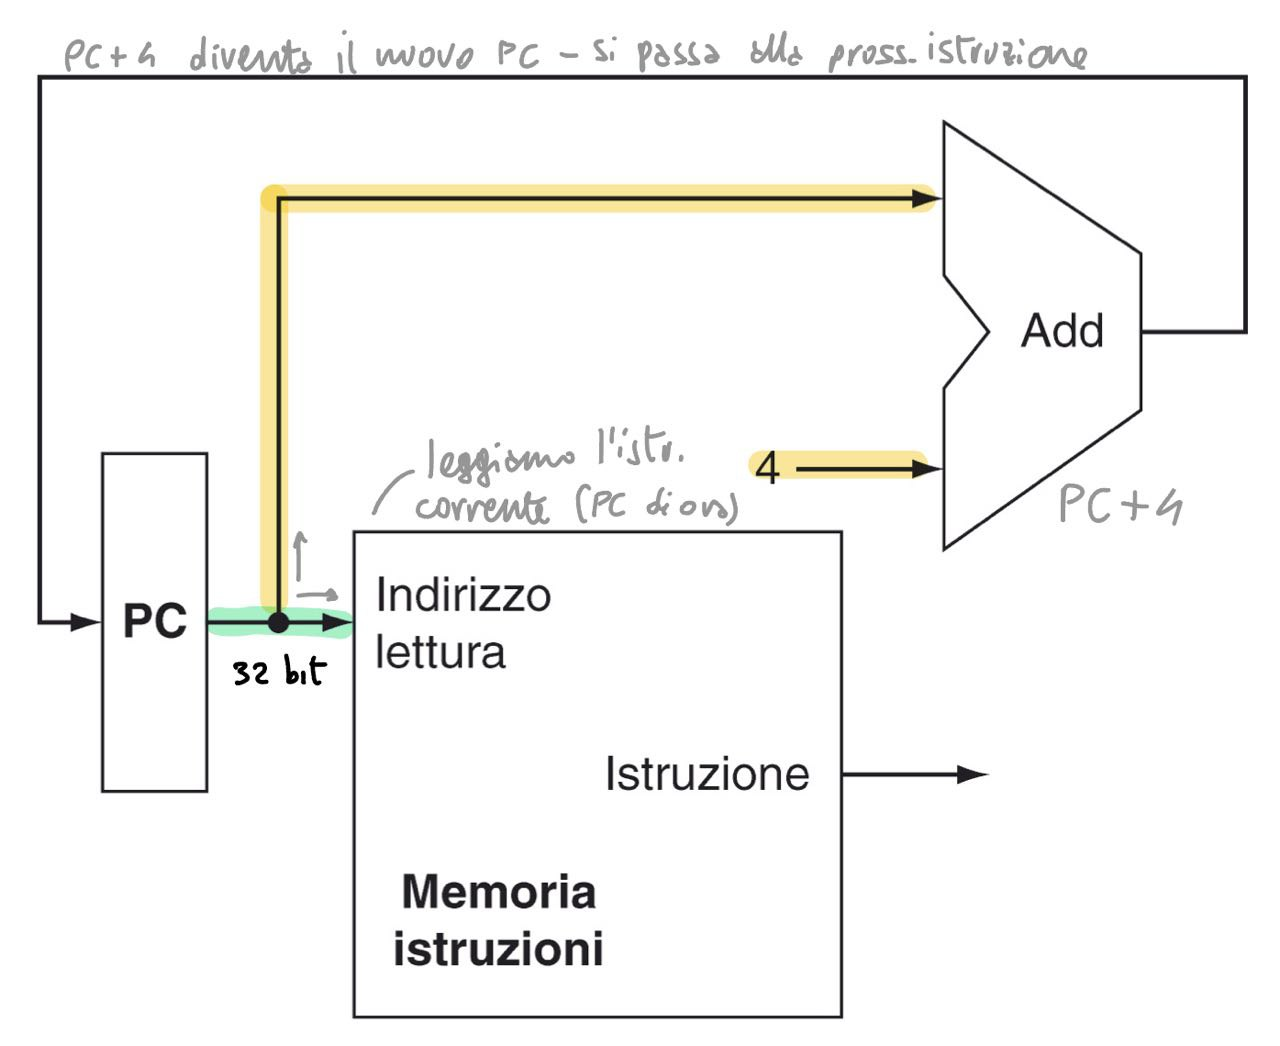 PC+4 diventa il nuovo PC - si passa alla pross. istruzione
Add
leggiamo l'istr.
corrente (PC di ora)
4
PC+4
PC
32 bit
Indirizzo
lettura
Istruzione
Memoria
istruzioni